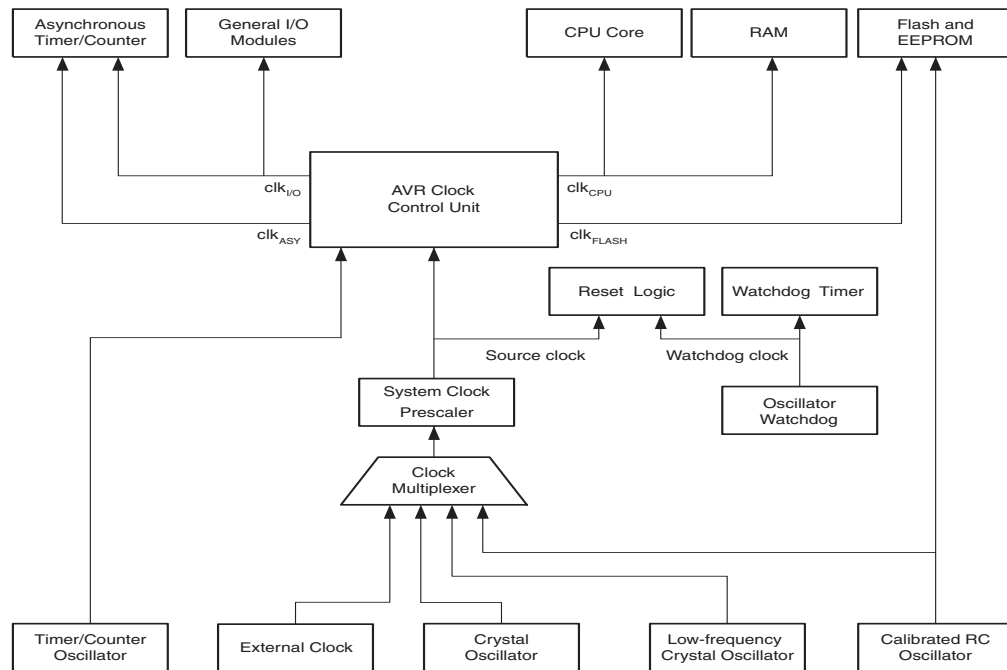 Asynchronous
Timer/Counter
General I/O
Modules
CPU Core
RAM
Flash and
EEPROM
clkI/O
AVR Clock
Control Unit
clkCPU
clkASY
clkFLASH
Reset Logic
Watchdog Timer
Source clock
Watchdog clock
System Clock
Prescaler
Oscillator
Watchdog
Clock
Multiplexer
Timer/Counter
Oscillator
External Clock
Crystal
Oscillator
Low-frequency
Crystal Oscillator
Calibrated RC
Oscillator